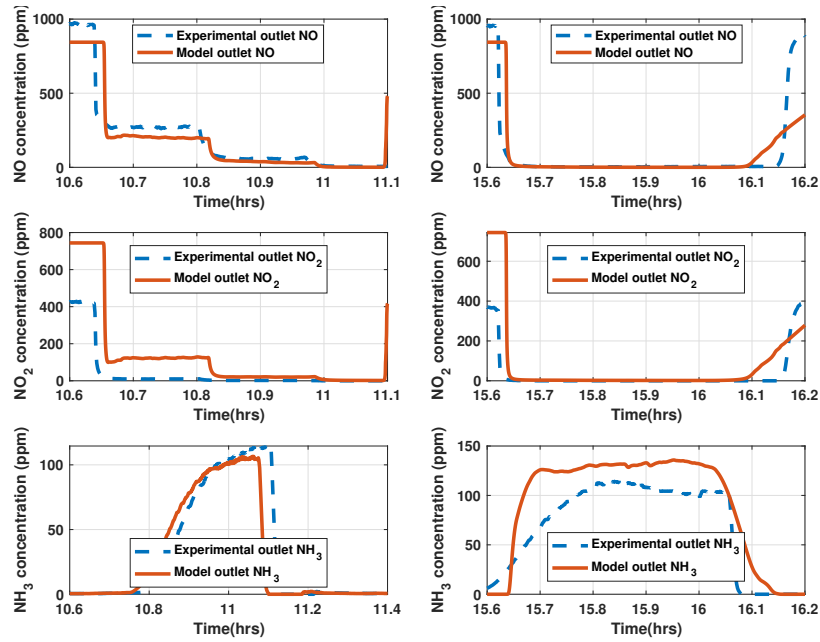 NO concentration (ppm)
1000
500
0
Experimental outlet NO
Model outlet NO
10.6 10.7 10.8 10.9 11 11.1
Time(hrs)
NO concentration (ppm)
1000
500
0
Experimental outlet NO
Model outlet NO
15.6 15.7 15.8 15.9 16 16.1 16.2
Time(hrs)
NO2 concentration (ppm)
800
600
400
200
0
Experimental outlet NO2
Model outlet NO2
10.6 10.7 10.8 10.9 11 11.1
Time(hrs)
NO2 concentration (ppm)
600
400
200
0
Experimental outlet NO2
Model outlet NO2
15.6 15.7 15.8 15.9 16 16.1 16.2
Time(hrs)
NH3 concentration (ppm)
100
50
0
Experimental outlet NH3
Model outlet NH3
10.6 10.8 11 11.2 11.4
Time(hrs)
NH3 concentration (ppm)
150
100
50
0
Experimental outlet NH3
Model outlet NH3
15.6 15.7 15.8 15.9 16 16.1 16.2
Time(hrs)